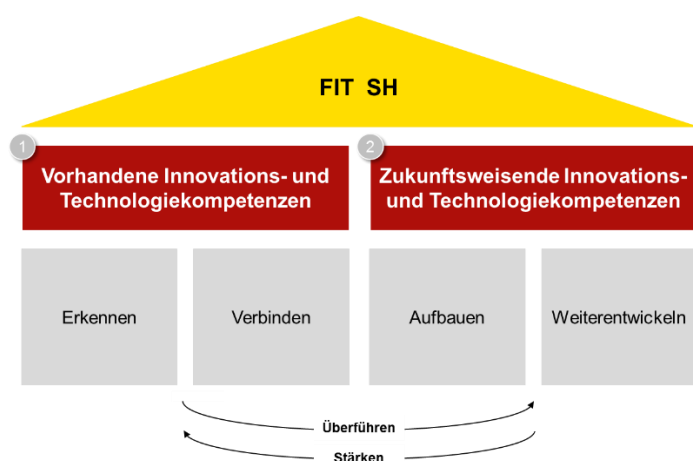 FIT SH
1
Vorhandene Innovations- und
Technologiekompetenzen
2
Zukunftsweisende Innovations-
und Technologiekompetenzen
Erkennen
Verbinden
Aufbauen
Weiterentwickeln
Überführen
Stärken